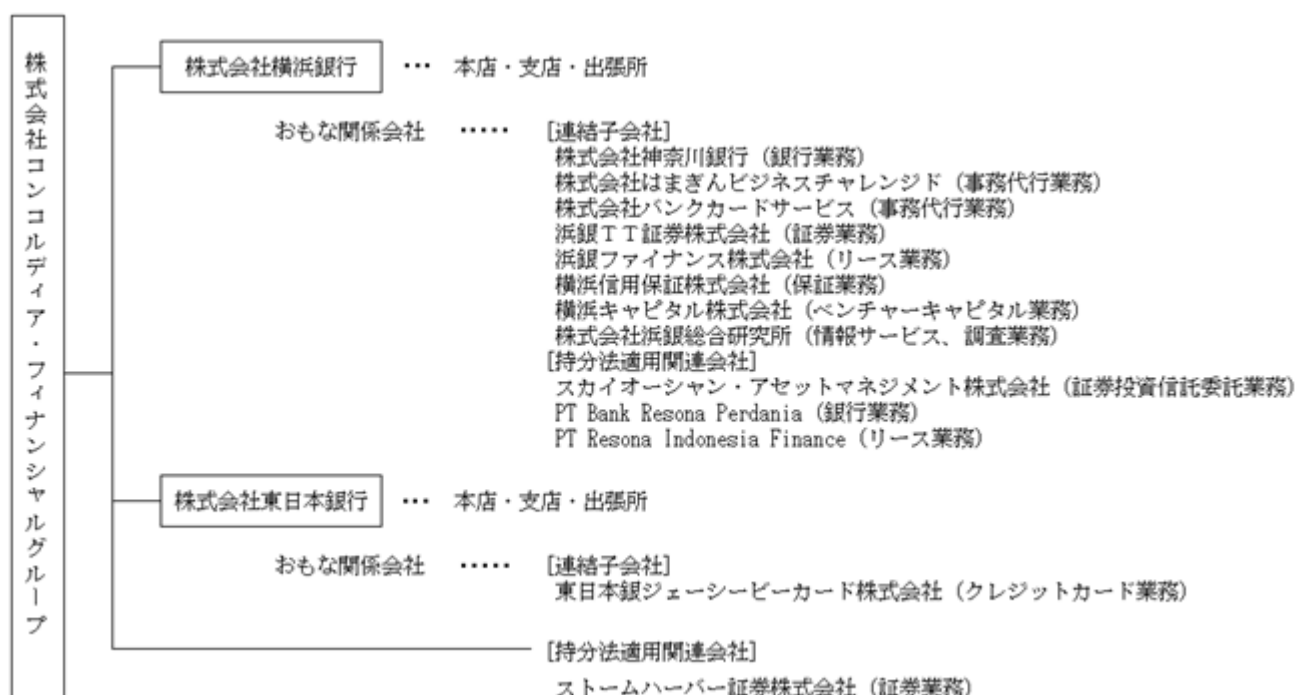 株式会社コンコルディア・フィナンシャルグループ
株式会社横浜銀行 … 本店・支店・出張所
おもな関係会社 ‥‥‥ [連結子会社]
株式会社神奈川銀行（銀行業務）
株式会社はまぎんビジネスチャレンジド（事務代行業務）
株式会社バンクカードサービス（事務代行業務）
浜銀ＴＴ証券株式会社（証券業務）
浜銀ファイナンス株式会社（リース業務）
横浜信用保証株式会社（保証業務）
横浜キャピタル株式会社（ベンチャーキャピタル業務）
株式会社浜銀総合研究所（情報サービス、調査業務）
[持分法適用関連会社]
スカイオーシャン・アセットマネジメント株式会社（証券投資信託委託業務）
PT Bank Resona Perdania（銀行業務）
PT Resona Indonesia Finance（リース業務）
株式会社東日本銀行 … 本店・支店・出張所
おもな関係会社 ‥‥‥ [連結子会社]
東日本銀ジェーシービーカード株式会社（クレジットカード業務）
[持分法適用関連会社]
ストームハーバー証券株式会社（証券業務）